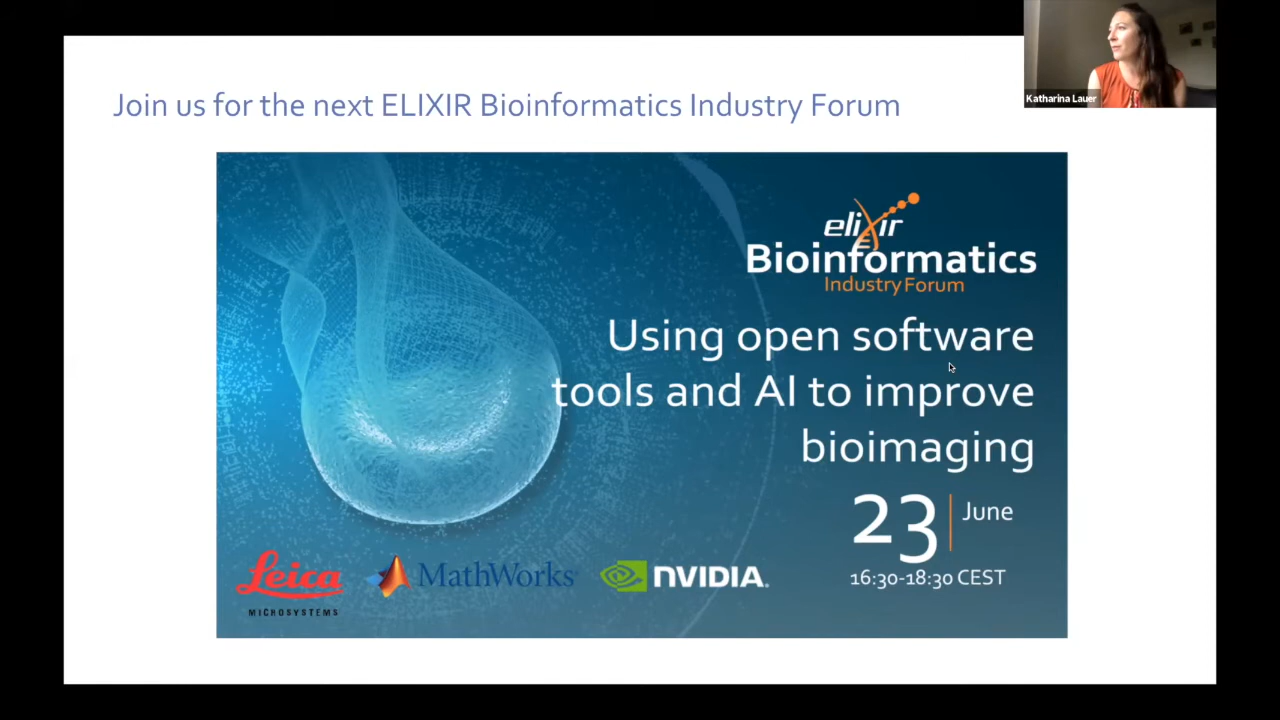 Join us for the next ELIXIR Bioinformatics Industry Forum
Katharina Lauer
elixir
Bioinformatics
Industry Forum
Using open software
tools and AI to improve
bioimaging
23 June
16:30-18:30 CEST
Leica
MICROSYSTEMS
MathWorks®
NVIDIA.